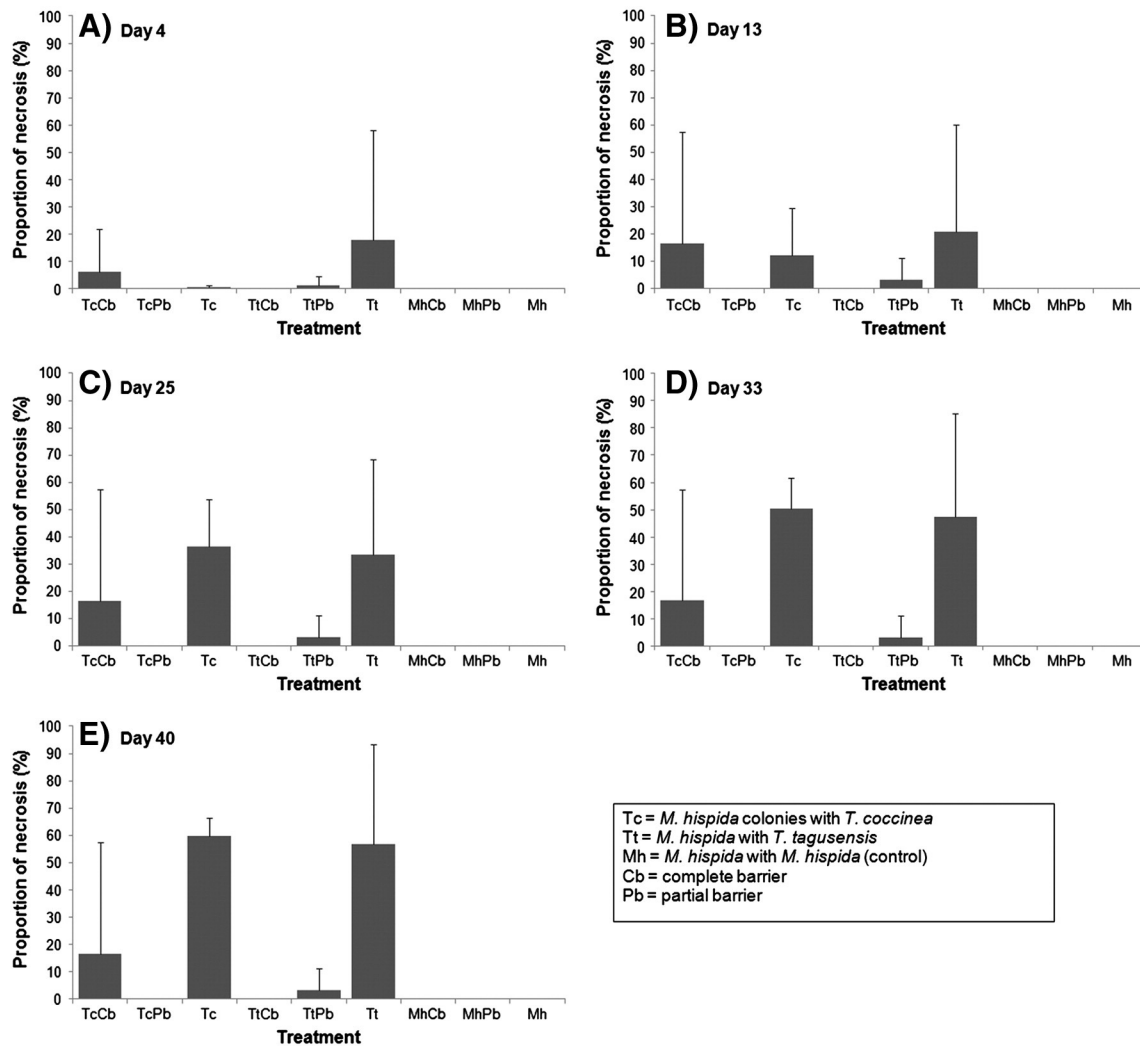 A) Day 4
Proportion of necrosis (%)
100
90
80
70
60
50
40
30
20
10
0
TcCb TcPb Tc TtCb TtPb Tt MhCb MhPb Mh
Treatment
B) Day 13
Proportion of necrosis (%)
100
90
80
70
60
50
40
30
20
10
0
TcCb TcPb Tc TtCb TtPb Tt MhCb MhPb Mh
Treatment
C) Day 25
Proportion of necrosis (%)
100
90
80
70
60
50
40
30
20
10
0
TcCb TcPb Tc TtCb TtPb Tt MhCb MhPb Mh
Treatment
D) Day 33
Proportion of necrosis (%)
100
90
80
70
60
50
40
30
20
10
0
TcCb TcPb Tc TtCb TtPb Tt MhCb MhPb Mh
Treatment
E) Day 40
Proportion of necrosis (%)
100
90
80
70
60
50
40
30
20
10
0
TcCb TcPb Tc TtCb TtPb Tt MhCb MhPb Mh
Treatment
Tc = M. hispida colonies with T. coccinea
Tt = M. hispida with T. tagusensis
Mh = M. hispida with M. hispida (control)
Cb = complete barrier
Pb = partial barrier